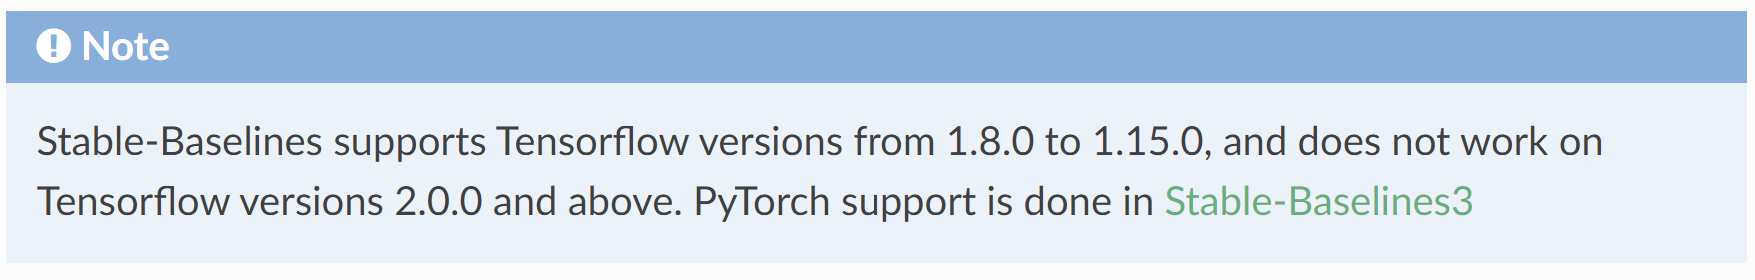 Note
Stable-Baselines supports Tensorflow versions from 1.8.0 to 1.15.0, and does not work on
Tensorflow versions 2.0.0 and above. PyTorch support is done in Stable-Baselines3